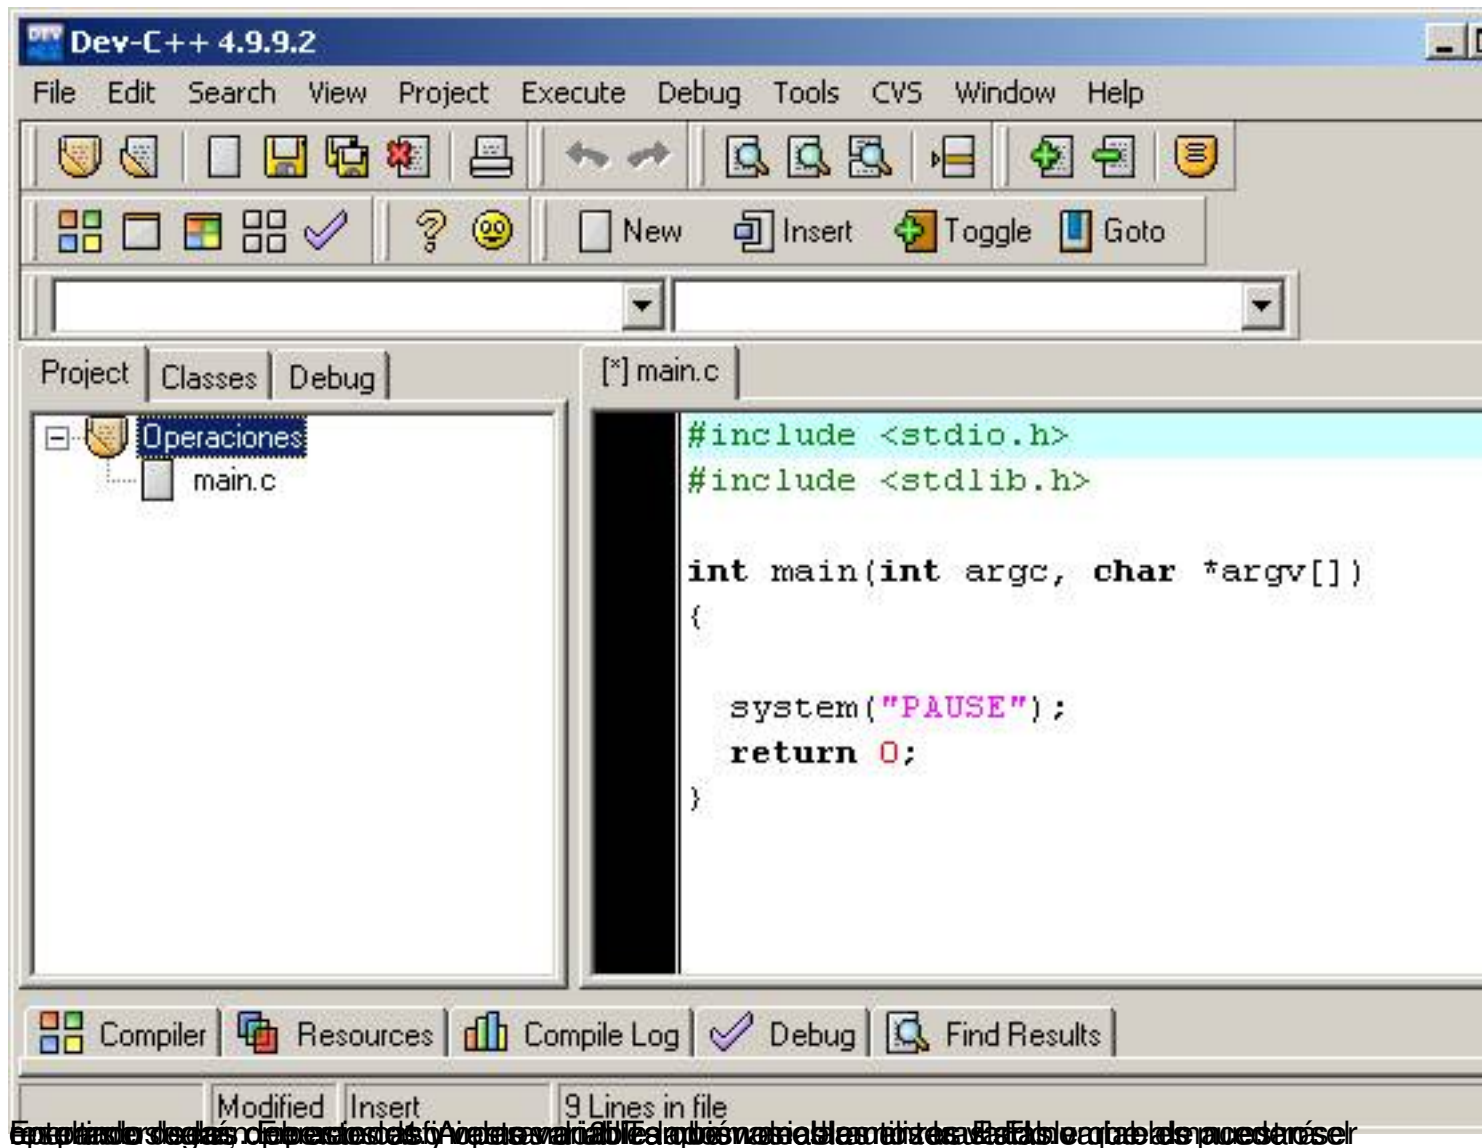 Dev-C++ 4.9.9.2
File Edit Search View Project Execute Debug Tools CVS Window Help
New Insert Toggle Goto
Project Classes Debug
[*] main.c
Operaciones
main.c
#include <stdio.h>
#include <stdlib.h>
int main(int argc, char *argv[])
{
system("PAUSE");
return 0;
}
Compiler Resources Compile Log Debug Find Results
Modified Insert 9 Lines in file